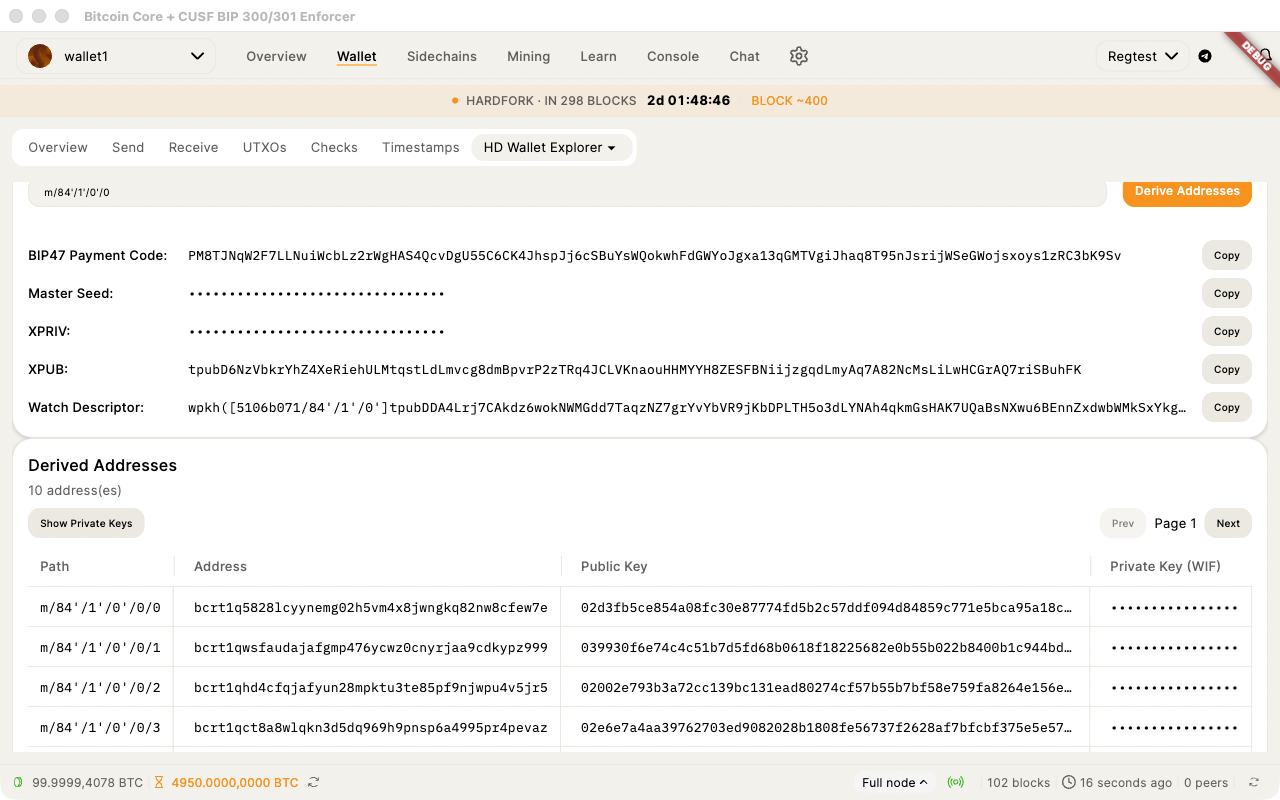 Bitcoin Core + CUSF BIP 300/301 Enforcer
wallet1
Overview
Wallet
Sidechains
Mining
Learn
Console
Chat
Regtest
DEBUG
HARDFORK · IN 298 BLOCKS 2d 01:48:46 BLOCK ~400
Overview
Send
Receive
UTXOs
Checks
Timestamps
HD Wallet Explorer
m/84'/1'/0'/0
Derive Addresses
BIP47 Payment Code: PM8TJNqW2F7LLNuiWcbLz2rWgHAS4QcvDgU55C6CK4JhspJj6cSBuYsWQokwhFdGWYoJgxa13qGMTVgiJhaq8T95nJsrijWSeGWojsxoys1zRC3bK9Sv Copy
Master Seed: •••••••••••••••••••••••••••••••• Copy
XPRIV: •••••••••••••••••••••••••••••••• Copy
XPUB: tpubD6NzVbkrYhZ4XeRiehULMtqstLdLmvcg8dmBpvrP2zTRq4JCLVKnaouHHMYYH8ZESFBNiijzgqdLmyAq7A82NcMsLiLwHCGrAQ7riSBuhFK Copy
Watch Descriptor: wpkh([5106b071/84'/1'/0']tpubDDA4Lrj7CAkdz6wokNWMGdd7TaqzNZ7grYvYbVR9jKbDPLTH5o3dLYNAh4qkmGsHAK7UQaBsNXwu6BEnnZxdwbWMkSxYkg… Copy
Derived Addresses
10 address(es)
Show Private Keys
Prev Page 1 Next
Path Address Public Key Private Key (WIF)
m/84'/1'/0'/0/0 bcrt1q5828lcyynemg02h5vm4x8jwngkq82nw8cfew7e 02d3fb5ce854a08fc30e87774fd5b2c57ddf094d84859c771e5bca95a18c… ••••••••••••••••
m/84'/1'/0'/0/1 bcrt1qwsfaudajafgmp476ycwz0cnyrjaa9cdkypz999 039930f6e74c4c51b7d5fd68b0618f18225682e0b55b022b8400b1c944bd… ••••••••••••••••
m/84'/1'/0'/0/2 bcrt1qhd4cfqjafyun28mpktu3te85pf9njwpu4v5jr5 02002e793b3a72cc139bc131ead80274cf57b55b7bf58e759fa8264e156e… ••••••••••••••••
m/84'/1'/0'/0/3 bcrt1qct8a8wlqkn3d5dq969h9pnsp6a4995pr4pevaz 02e6e7a4aa39762703ed9082028b1808fe56737f2628af7bfcbf375e5e57… ••••••••••••••••
99.9999,4078 BTC 4950.0000,0000 BTC
Full node
102 blocks
16 seconds ago
0 peers